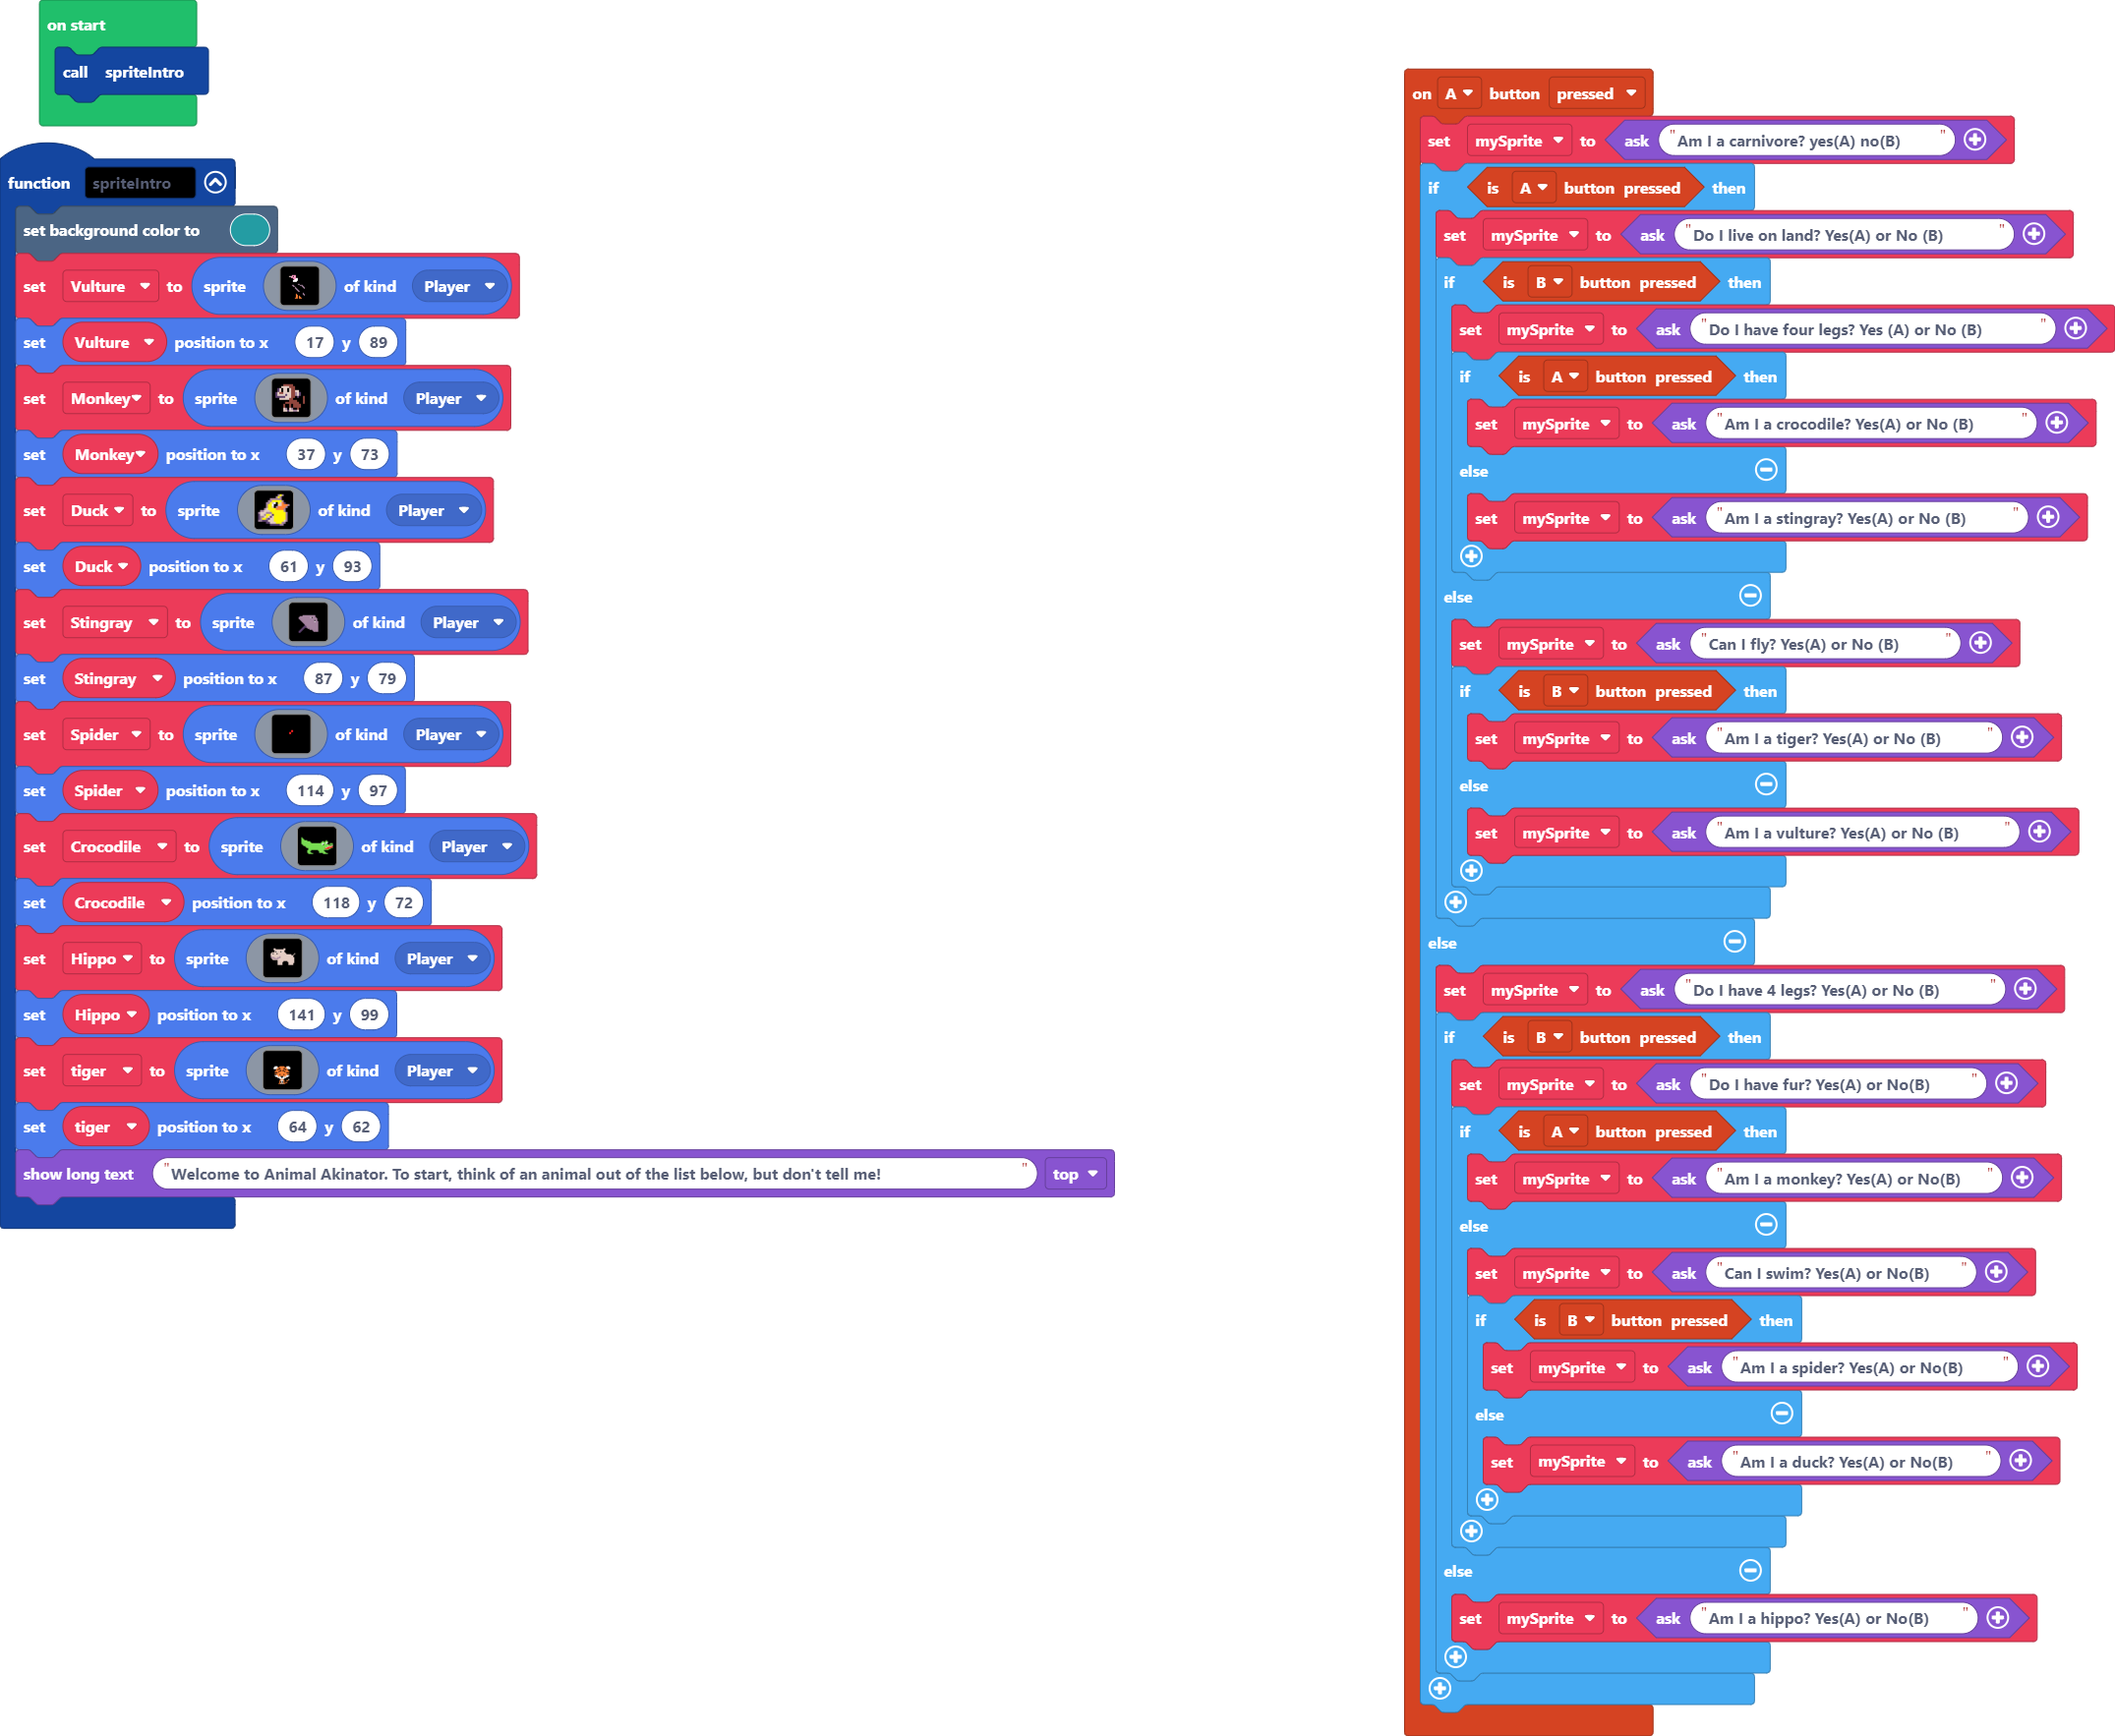 on start
call spriteIntro
function spriteIntro
set background color to
set Vulture to sprite of kind Player
set Vulture position to x 17 y 89
set Monkey to sprite of kind Player
set Monkey position to x 37 y 73
set Duck to sprite of kind Player
set Duck position to x 61 y 93
set Stingray to sprite of kind Player
set Stingray position to x 87 y 79
set Spider to sprite of kind Player
set Spider position to x 114 y 97
set Crocodile to sprite of kind Player
set Crocodile position to x 118 y 72
set Hippo to sprite of kind Player
set Hippo position to x 141 y 99
set tiger to sprite of kind Player
set tiger position to x 64 y 62
show long text "Welcome to Animal Akinator. To start, think of an animal out of the list below, but don't tell me!" top
on A button pressed
set mySprite to ask "Am I a carnivore? yes(A) no(B)"
if is A button pressed then
set mySprite to ask "Do I live on land? Yes(A) or No (B)"
if is B button pressed then
set mySprite to ask "Do I have four legs? Yes (A) or No (B)"
if is A button pressed then
set mySprite to ask "Am I a crocodile? Yes(A) or No (B)"
else
set mySprite to ask "Am I a stingray? Yes(A) or No (B)"
else
set mySprite to ask "Can I fly? Yes(A) or No (B)"
if is B button pressed then
set mySprite to ask "Am I a tiger? Yes(A) or No (B)"
else
set mySprite to ask "Am I a vulture? Yes(A) or No (B)"
else
set mySprite to ask "Do I have 4 legs? Yes(A) or No (B)"
if is B button pressed then
set mySprite to ask "Do I have fur? Yes(A) or No(B)"
if is A button pressed then
set mySprite to ask "Am I a monkey? Yes(A) or No(B)"
else
set mySprite to ask "Can I swim? Yes(A) or No(B)"
if is B button pressed then
set mySprite to ask "Am I a spider? Yes(A) or No(B)"
else
set mySprite to ask "Am I a duck? Yes(A) or No(B)"
else
set mySprite to ask "Am I a hippo? Yes(A) or No(B)"